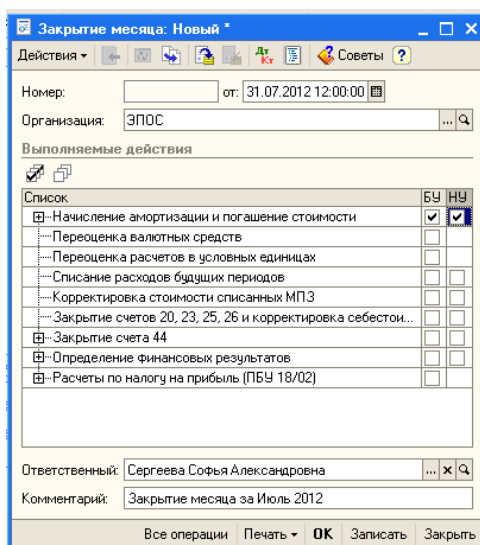 Закрытие месяца: Новый *
Действия Дт Кт Советы ?
Номер: от: 31.07.2012 12:00:00
Организация: ЭПОС ...
Выполняемые действия
Список БУ НУ
Начисление амортизации и погашение стоимости
Переоценка валютных средств
Переоценка расчетов в условных единицах
Списание расходов будущих периодов
Корректировка стоимости списанных МПЗ
Закрытие счетов 20, 23, 25, 26 и корректировка себестои...
Закрытие счета 44
Определение финансовых результатов
Расчеты по налогу на прибыль (ПБУ 18/02)
Ответственный: Сергеева Софья Александровна ... x
Комментарий: Закрытие месяца за Июль 2012
Все операции Печать OK Записать Закрыть